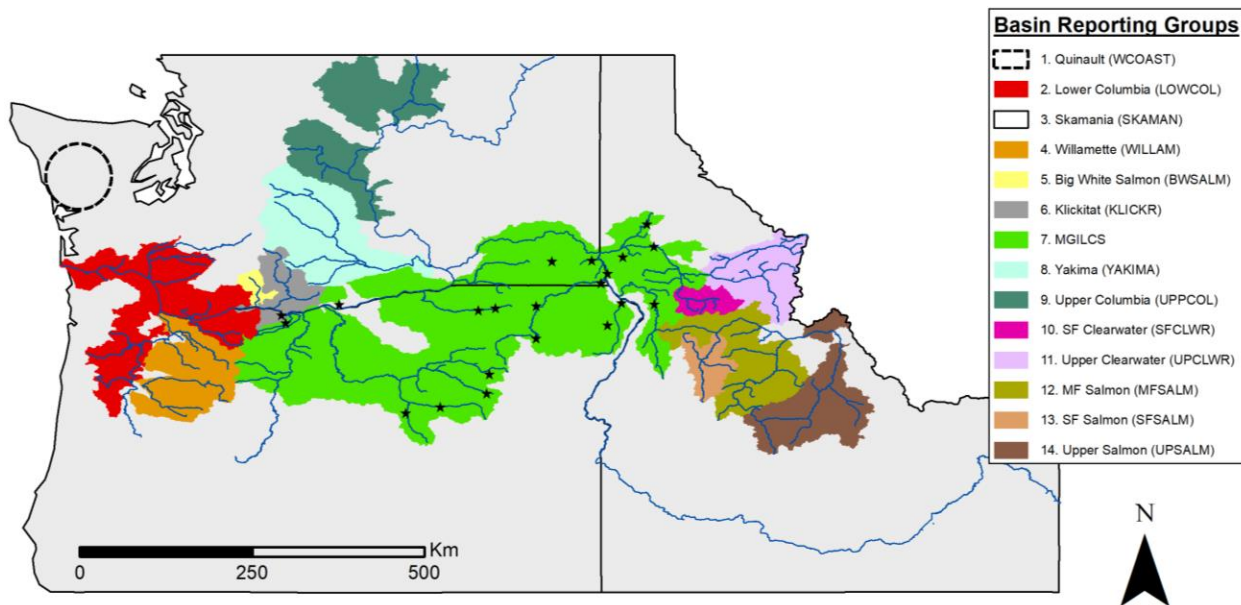 Basin Reporting Groups
1. Quinault (WCOAST)
2. Lower Columbia (LOWCOL)
3. Skamania (SKAMAN)
4. Willamette (WILLAM)
5. Big White Salmon (BWSALM)
6. Klickitat (KLICKR)
7. MGILCS
8. Yakima (YAKIMA)
9. Upper Columbia (UPPCOL)
10. SF Clearwater (SFCLWR)
11. Upper Clearwater (UPCLWR)
12. MF Salmon (MFSALM)
13. SF Salmon (SFSALM)
14. Upper Salmon (UPSALM)
N
Km
0 250 500